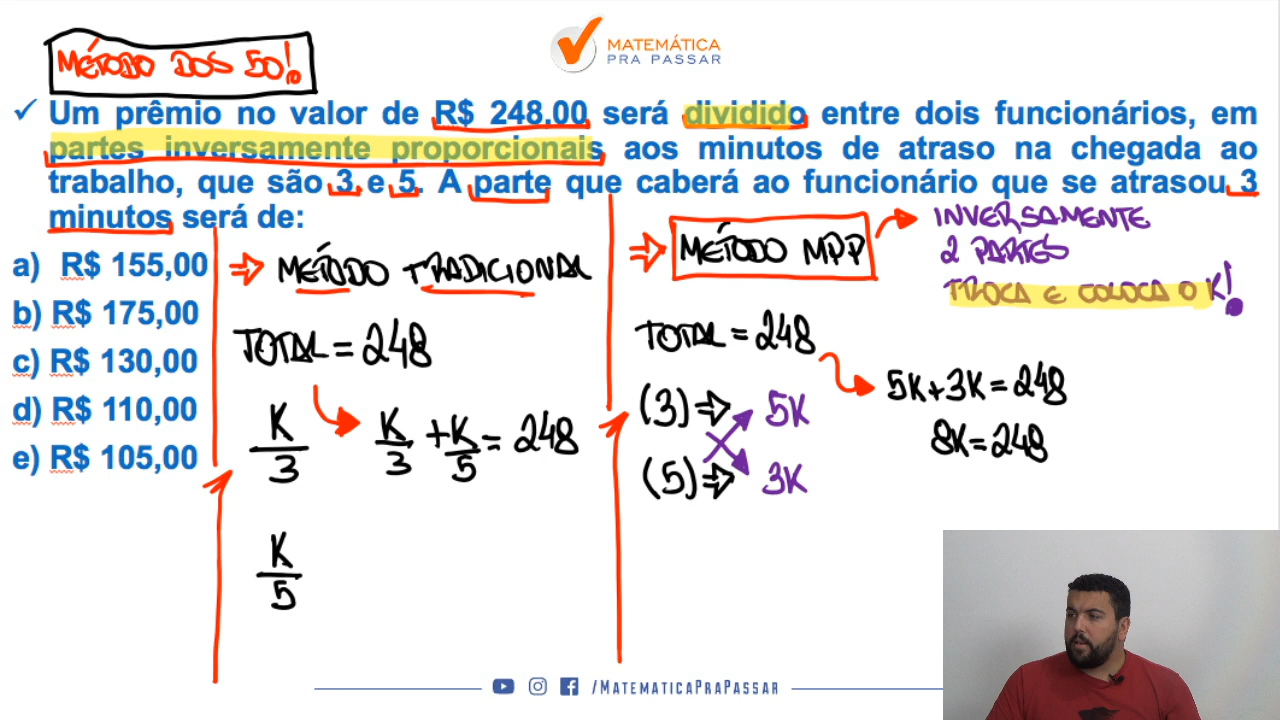 MÉTODO DOS 50!
MATEMÁTICA
PRA PASSAR
✓ Um prêmio no valor de R$ 248,00 será dividido entre dois funcionários, em
partes inversamente proporcionais aos minutos de atraso na chegada ao
trabalho, que são 3 e 5. A parte que caberá ao funcionário que se atrasou 3
minutos será de:
a) R$ 155,00
b) R$ 175,00
c) R$ 130,00
d) R$ 110,00
e) R$ 105,00
⇒ MÉTODO TRADICIONAL
TOTAL = 248
K/3
K/3 + K/5 = 248
K/5
⇒ MÉTODO MPP
INVERSAMENTE
2 PARTES
TROCA E COLOCA O K!
TOTAL = 248
(3) ⇒ 5K
(5) ⇒ 3K
5K + 3K = 248
8K = 248
/MATEMATICAPRAPASSAR